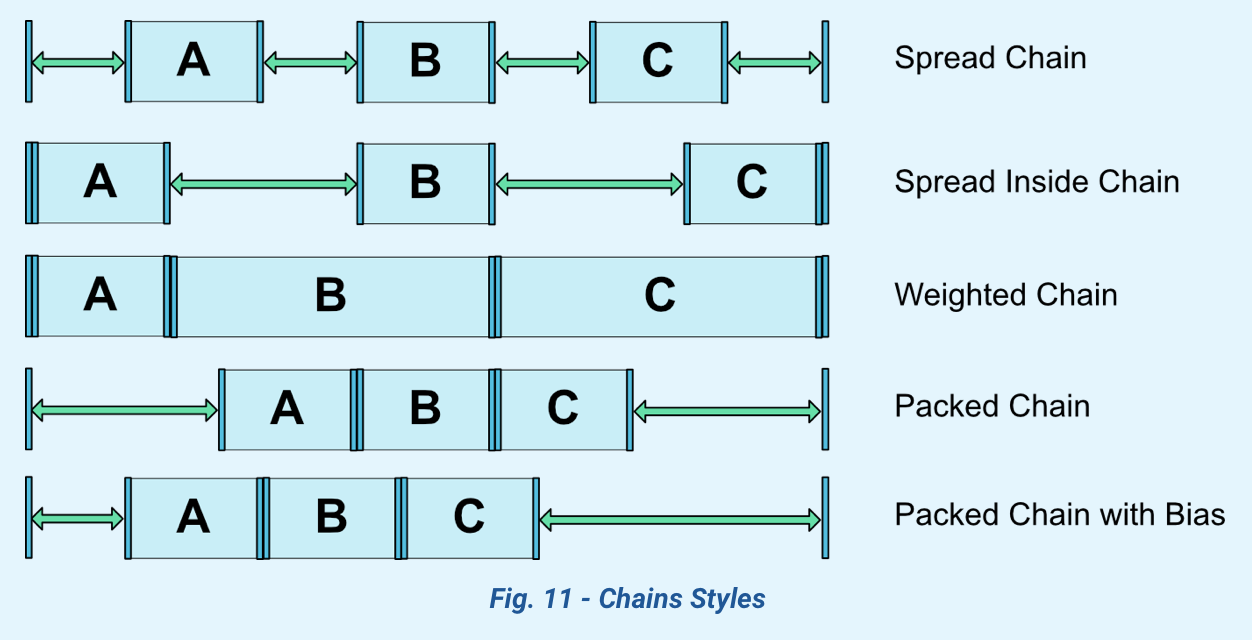 A B C Spread Chain
A B C Spread Inside Chain
A B C Weighted Chain
A B C Packed Chain
A B C Packed Chain with Bias
Fig. 11 - Chains Styles